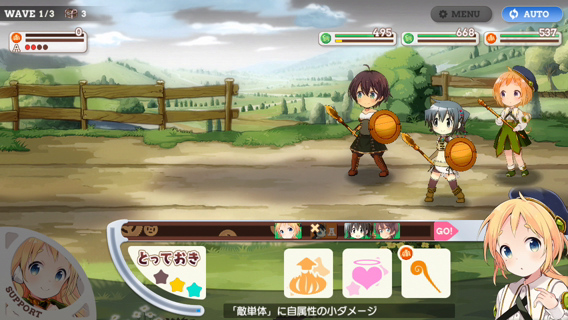 WAVE 1/3 3
MENU
AUTO
0
A
495
668
537
GO!
とっておき
SUPPORT
「敵単体」に自属性の小ダメージ